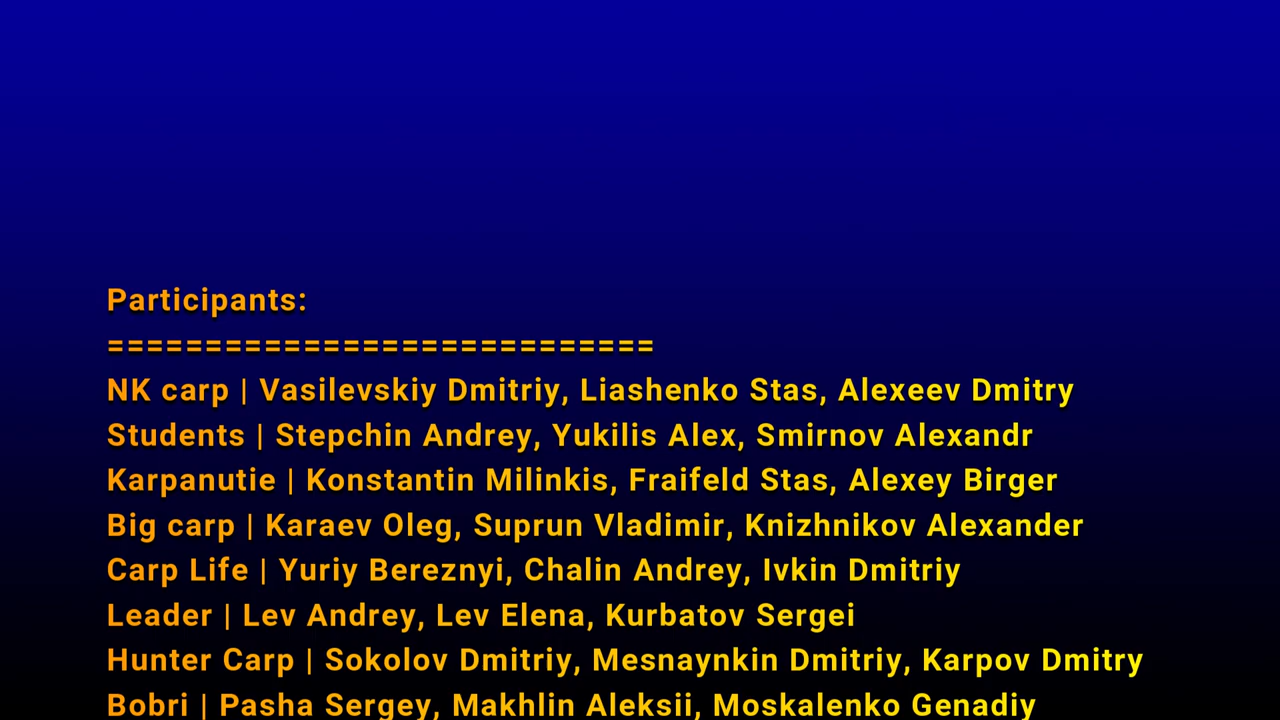 Participants:
============================
NK carp | Vasilevskiy Dmitriy, Liashenko Stas, Alexeev Dmitry
Students | Stepchin Andrey, Yukilis Alex, Smirnov Alexandr
Karpanutie | Konstantin Milinkis, Fraifeld Stas, Alexey Birger
Big carp | Karaev Oleg, Suprun Vladimir, Knizhnikov Alexander
Carp Life | Yuriy Bereznyi, Chalin Andrey, Ivkin Dmitriy
Leader | Lev Andrey, Lev Elena, Kurbatov Sergei
Hunter Carp | Sokolov Dmitriy, Mesnaynkin Dmitriy, Karpov Dmitry
Bobri | Pasha Sergey, Makhlin Aleksii, Moskalenko Genadiy